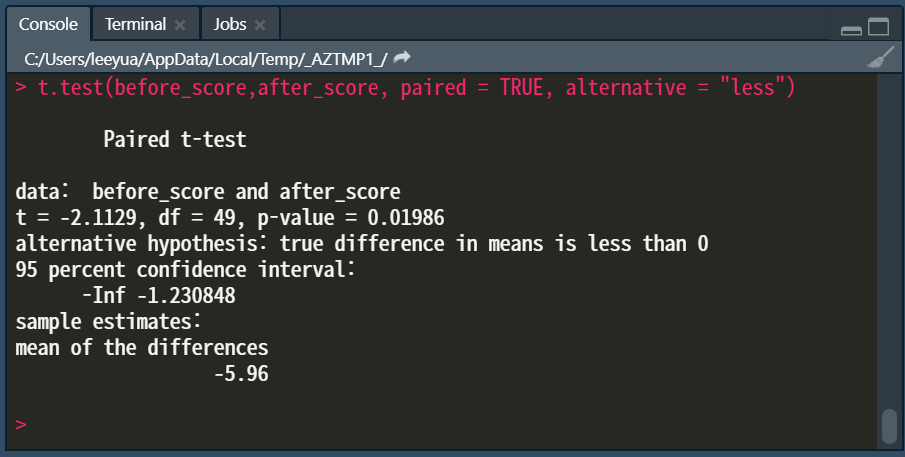 Console Terminal Jobs
C:/Users/leeyua/AppData/Local/Temp/_AZTMP1_/
> t.test(before_score,after_score, paired = TRUE, alternative = "less")
Paired t-test
data:  before_score and after_score
t = -2.1129, df = 49, p-value = 0.01986
alternative hypothesis: true difference in means is less than 0
95 percent confidence interval:
-Inf -1.230848
sample estimates:
mean of the differences
-5.96
>